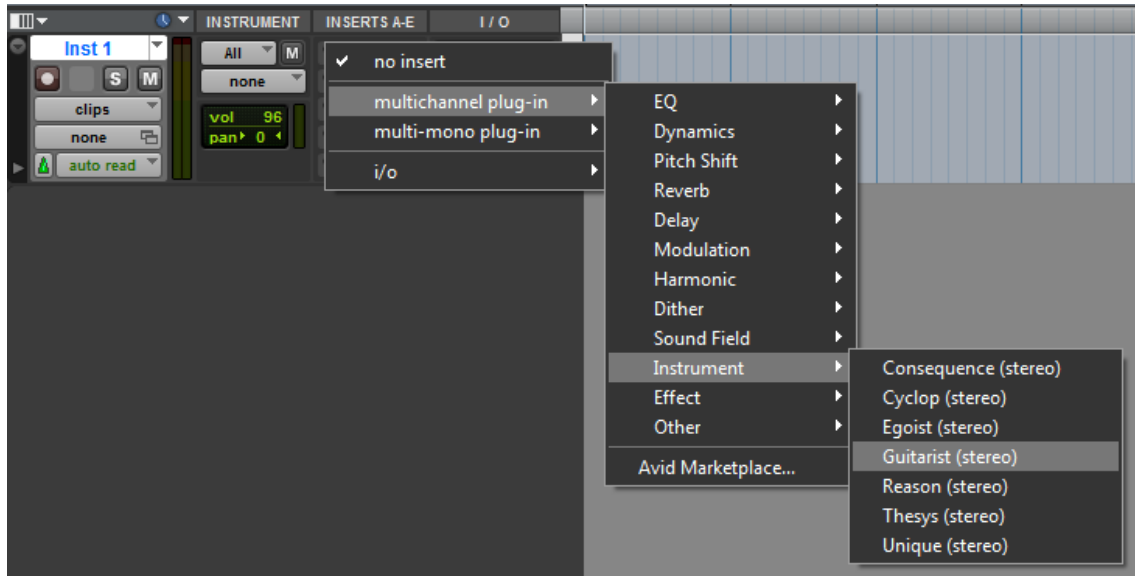 INSTRUMENT INSERTS A-E I / O
Inst 1
All M
S M
none
clips
vol 96
none
pan 0
auto read
no insert
multichannel plug-in
multi-mono plug-in
i/o
EQ
Dynamics
Pitch Shift
Reverb
Delay
Modulation
Harmonic
Dither
Sound Field
Instrument
Effect
Other
Avid Marketplace...
Consequence (stereo)
Cyclop (stereo)
Egoist (stereo)
Guitarist (stereo)
Reason (stereo)
Thesys (stereo)
Unique (stereo)